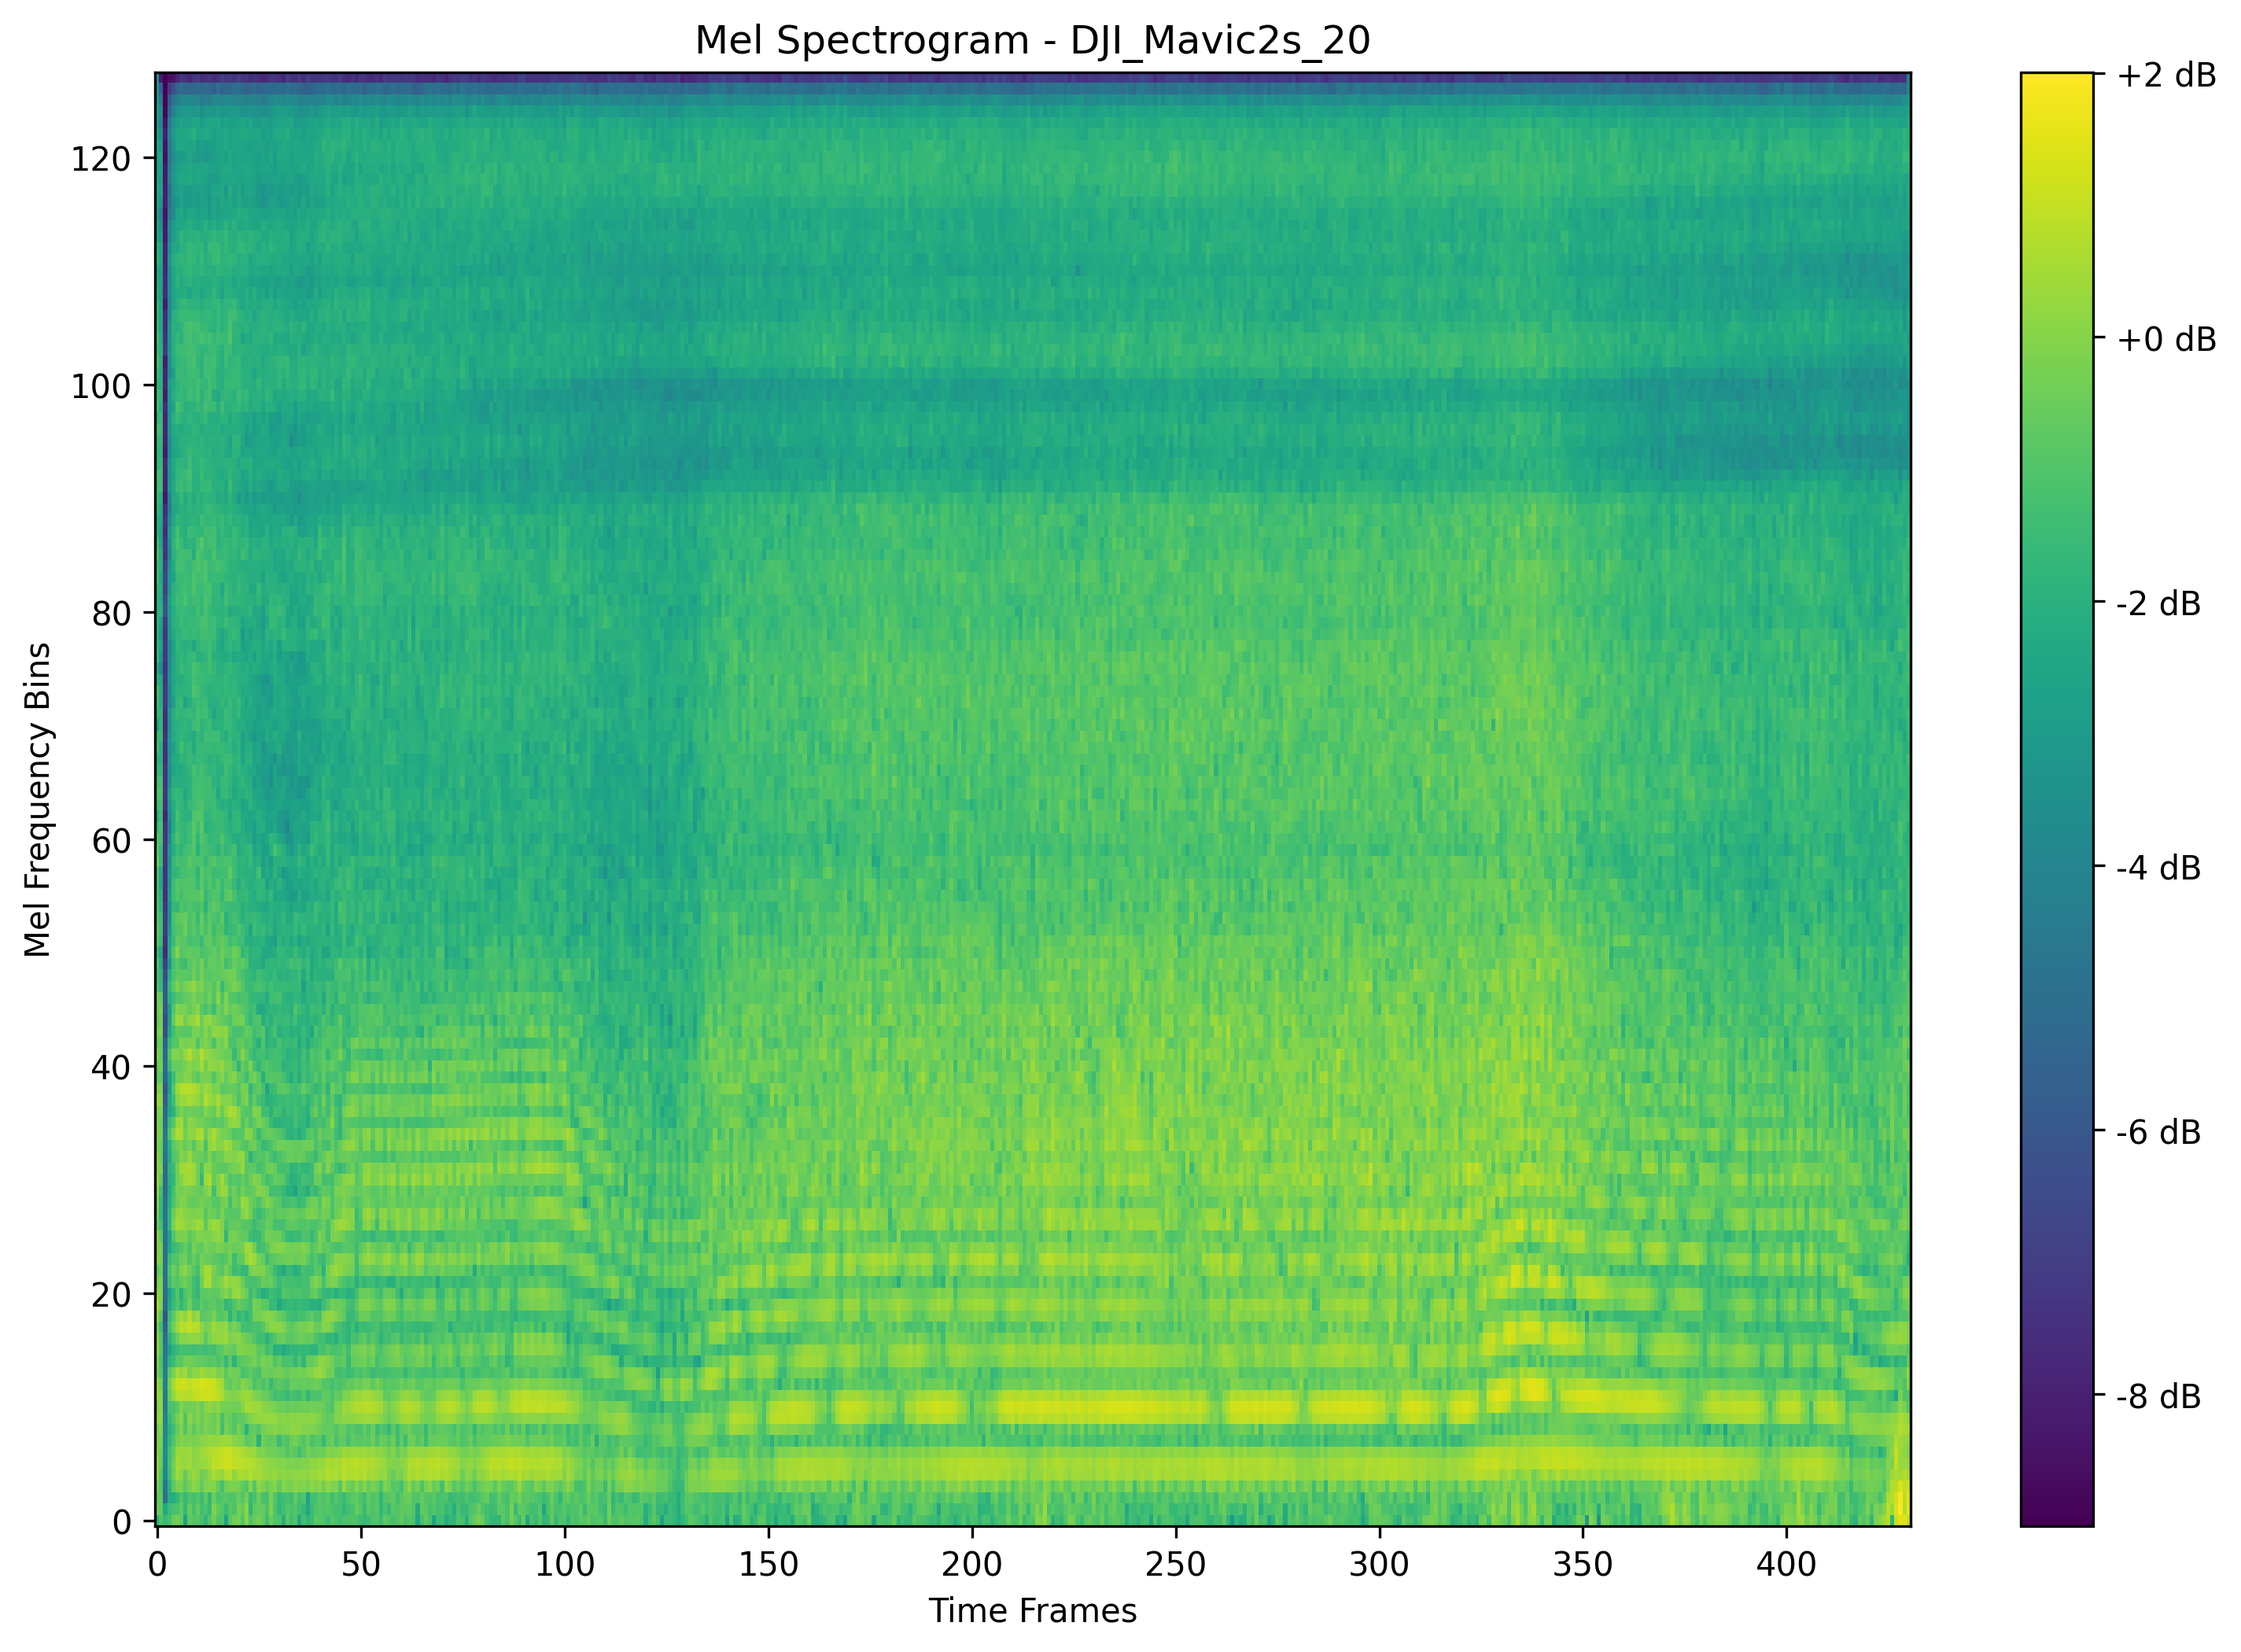 Mel Spectrogram - DJI_Mavic2s_20
Mel Frequency Bins
120
100
80
60
40
20
0
0 50 100 150 200 250 300 350 400
Time Frames
+2 dB
+0 dB
-2 dB
-4 dB
-6 dB
-8 dB